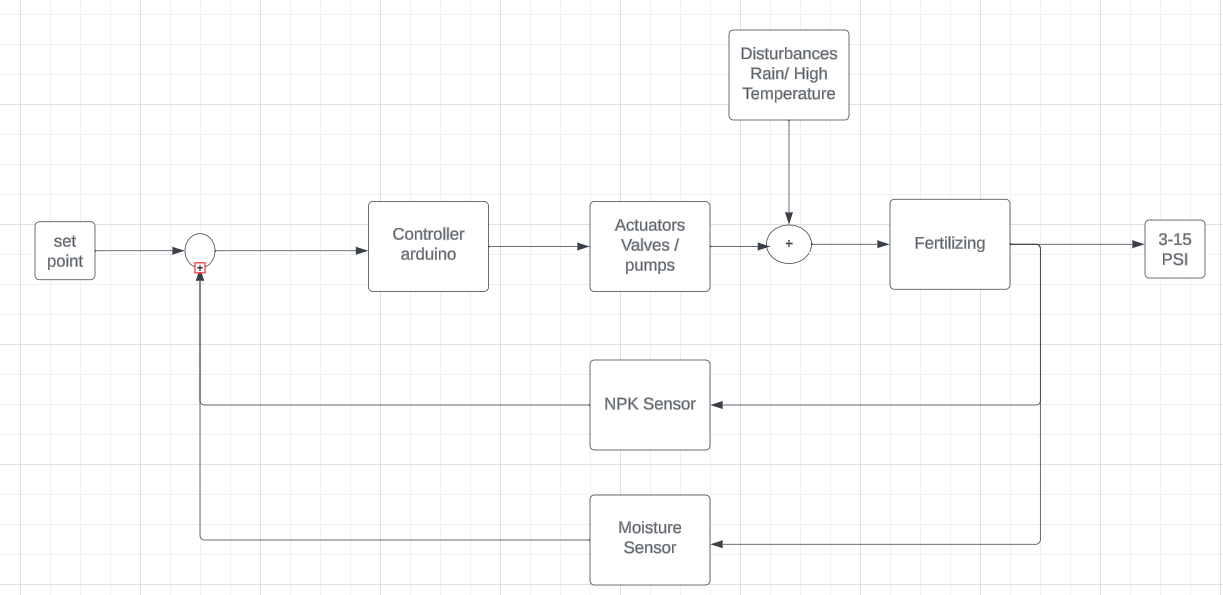 Disturbances
Rain/ High
Temperature
set
point
+
Controller
arduino
Actuators
Valves /
pumps
+
Fertilizing
3-15
PSI
NPK Sensor
Moisture
Sensor